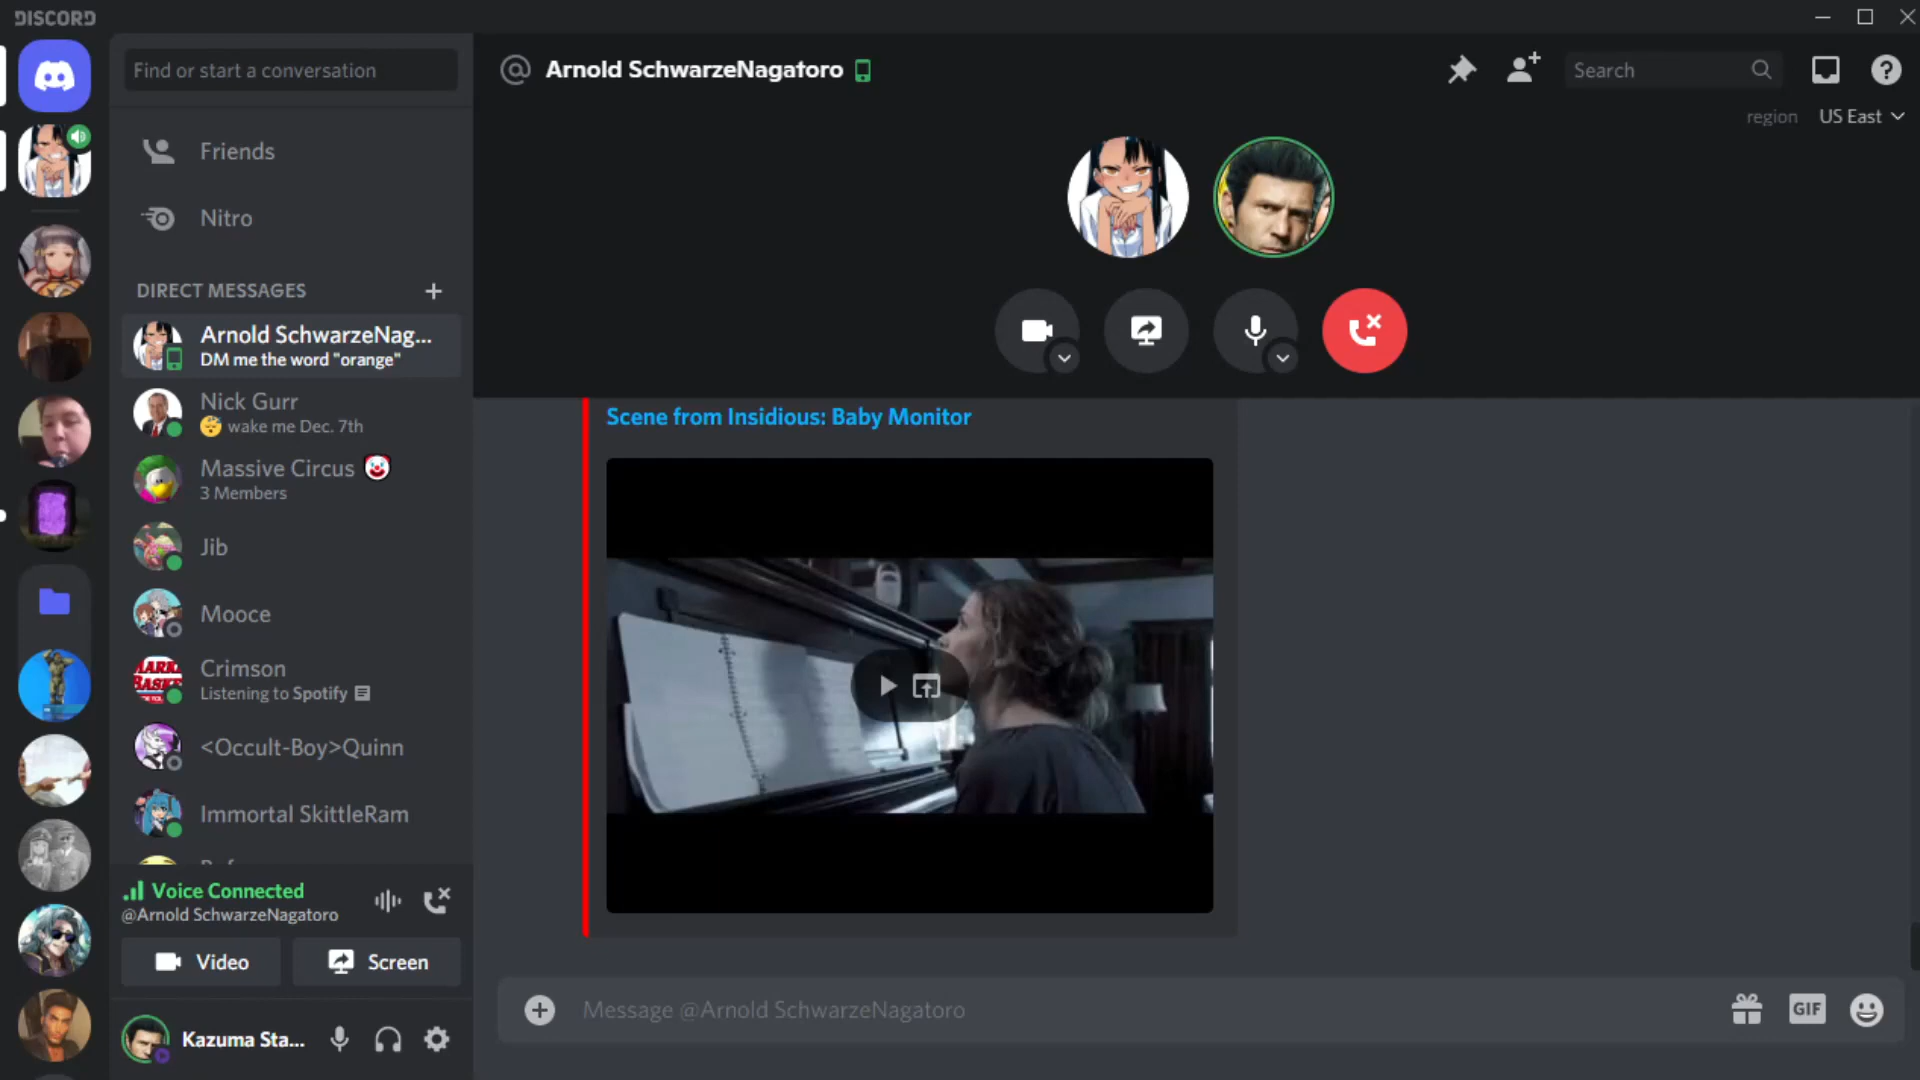 DISCORD
Find or start a conversation
Friends
Nitro
DIRECT MESSAGES
Arnold SchwarzeNag...
DM me the word "orange"
Nick Gurr
wake me Dec. 7th
Massive Circus
3 Members
Jib
Mooce
Crimson
Listening to Spotify
<Occult-Boy>Quinn
Immortal SkittleRam
Voice Connected
@Arnold SchwarzeNagatoro
Video
Screen
Kazuma Sta...
Arnold SchwarzeNagatoro
Search
region
US East
Scene from Insidious: Baby Monitor
Message @Arnold SchwarzeNagatoro
GIF